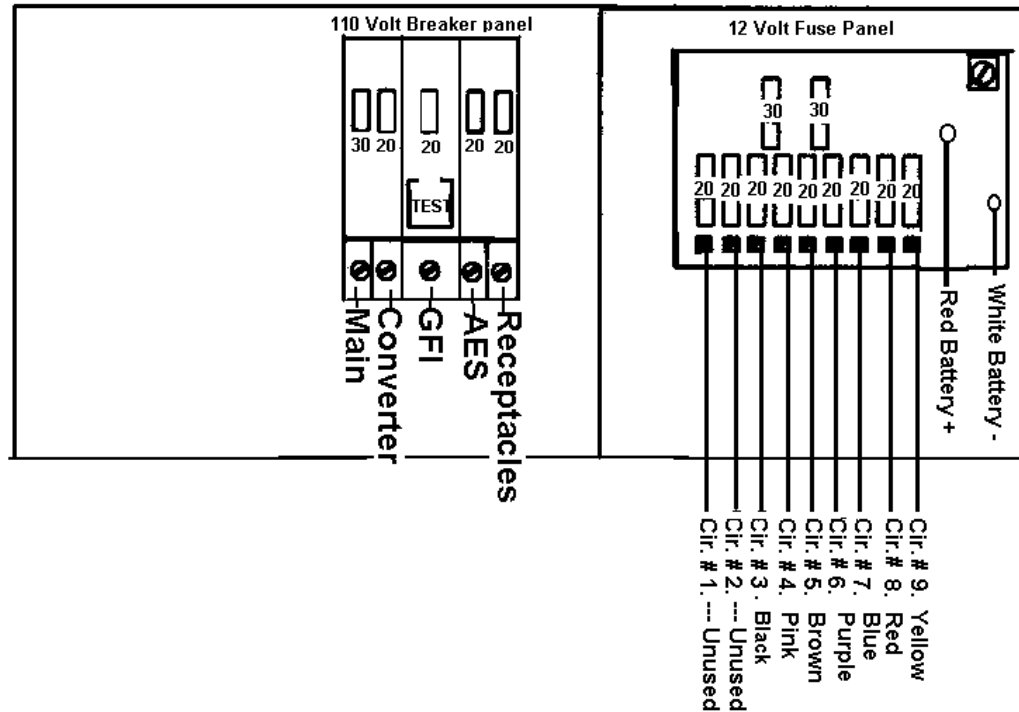 110 Volt Breaker panel
30 20 20 20 20
TEST
Main
Converter
GFI
AES
Receptacles
12 Volt Fuse Panel
30 30
20 20 20 20 20 20 20 20 20
Red Battery +
White Battery -
Cir. # 1. --- Unused
Cir. # 2. --- Unused
Cir. # 3 . Black
Cir. # 4. Pink
Cir. # 5. Brown
Cir. # 6. Purple
Cir. # 7. Blue
Cir. # 8. Red
Cir. # 9. Yellow